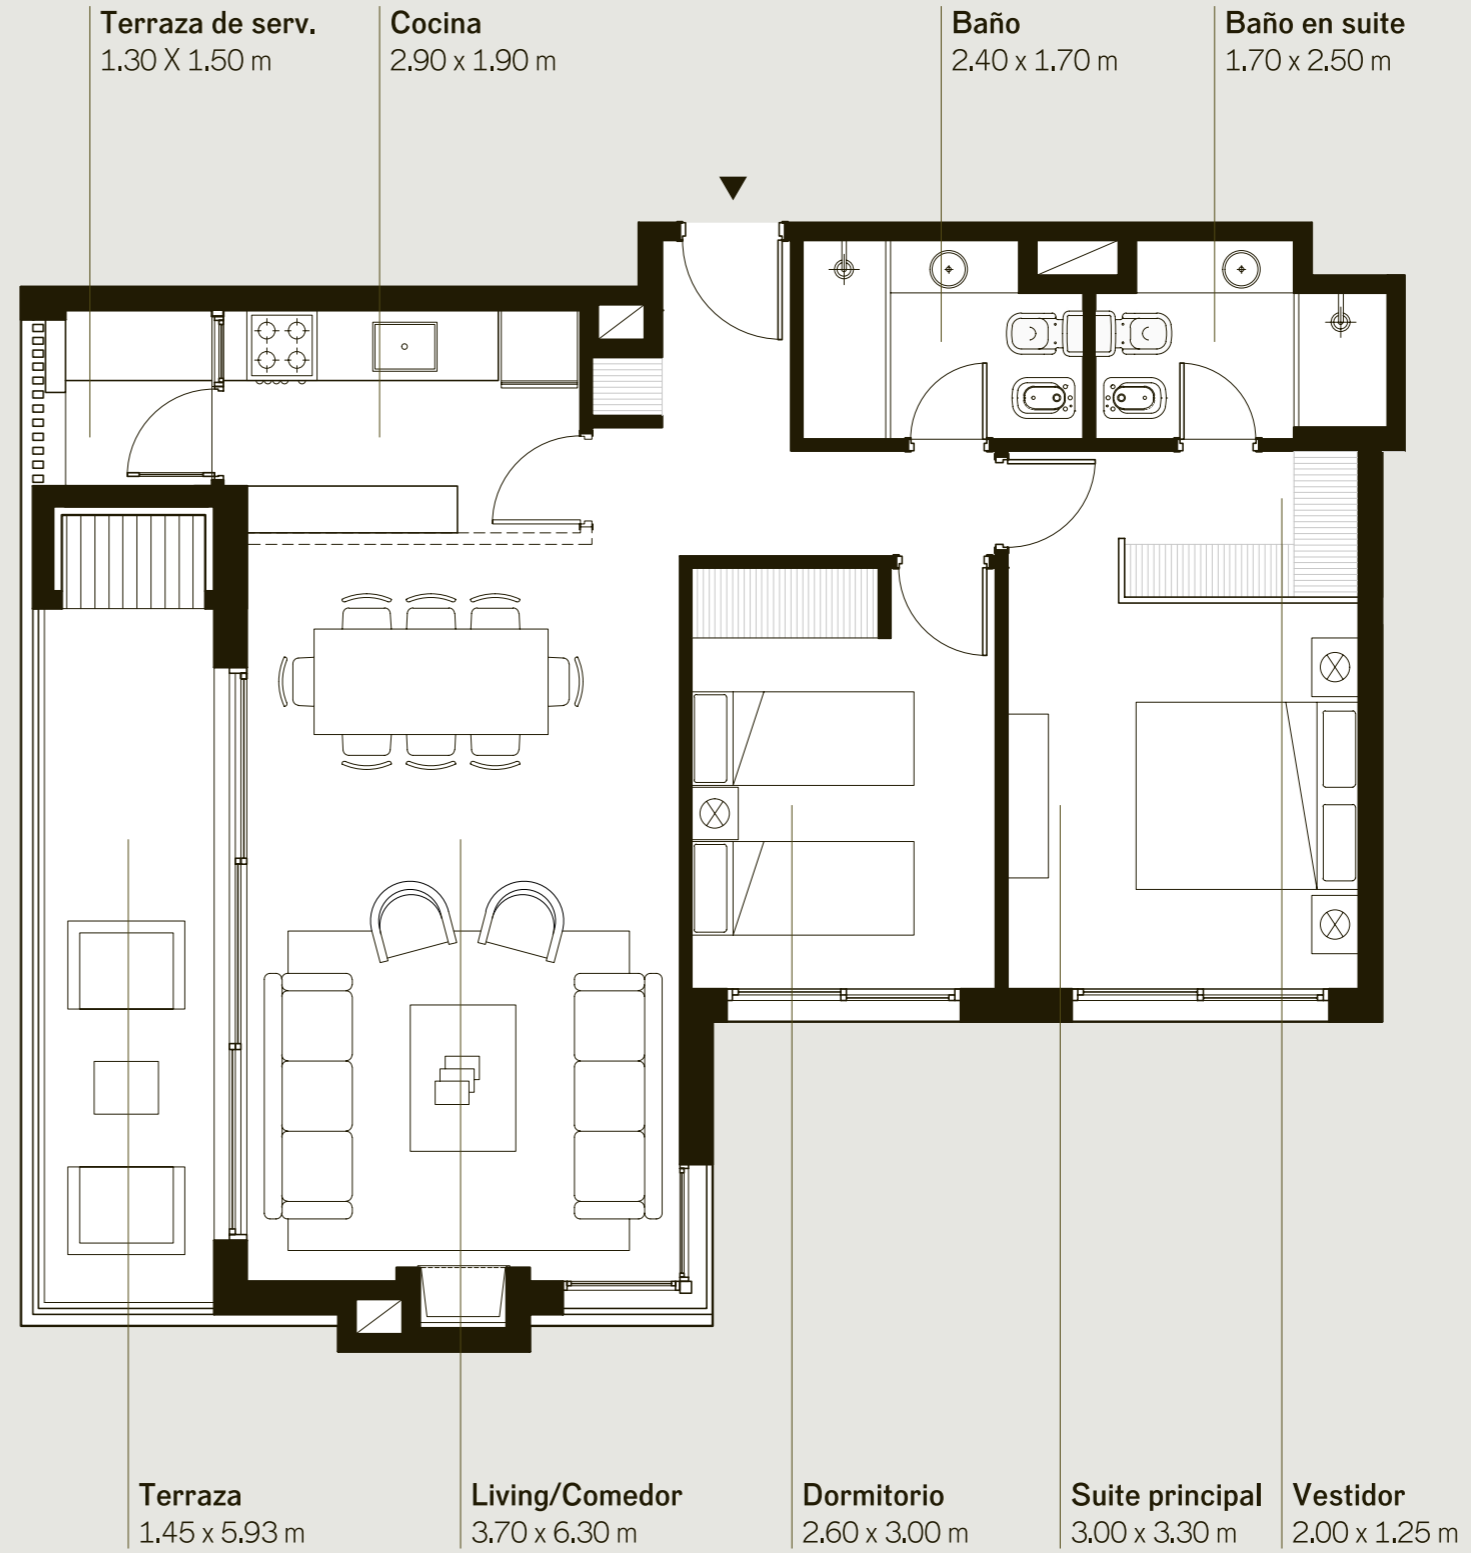 Terraza de serv.
1.30 X 1.50 m
Cocina
2.90 x 1.90 m
Baño
2.40 x 1.70 m
Baño en suite
1.70 x 2.50 m
Terraza
1.45 x 5.93 m
Living/Comedor
3.70 x 6.30 m
Dormitorio
2.60 x 3.00 m
Suite principal
3.00 x 3.30 m
Vestidor
2.00 x 1.25 m